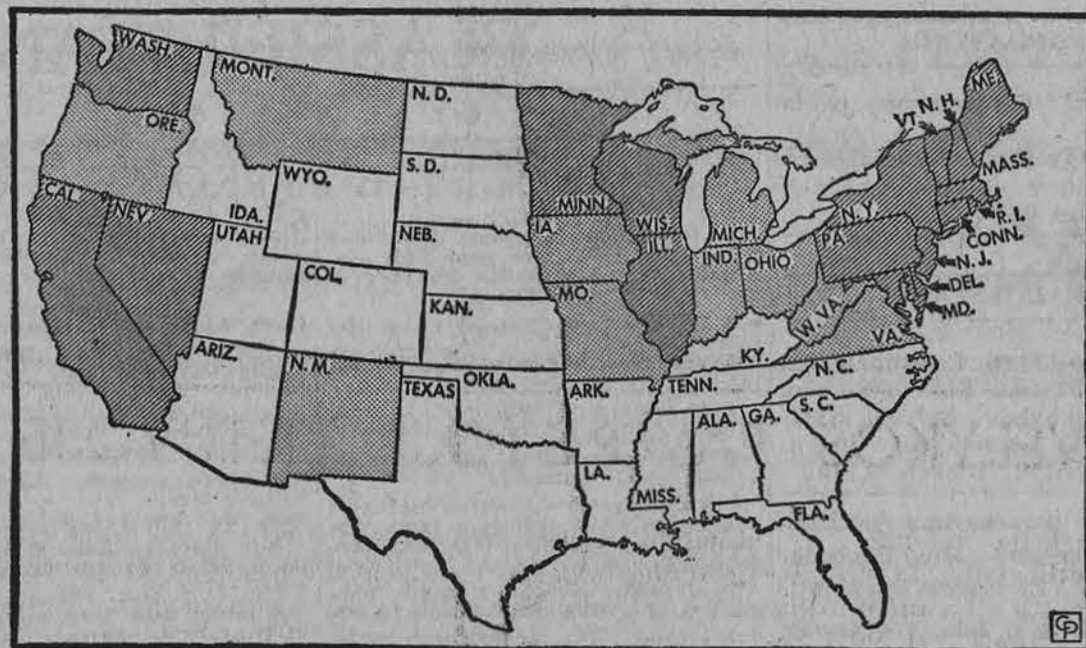 WASH.
ORE.
CAL.
NEV.
IDA.
UTAH
ARIZ.
MONT.
WYO.
COL.
N. M.
N. D.
S. D.
NEB.
KAN.
OKLA.
TEXAS
MINN.
IA.
MO.
ARK.
LA.
WIS.
ILL.
MICH.
IND.
OHIO
KY.
TENN.
MISS.
ALA.
GA.
FLA.
S. C.
N. C.
VA.
W. VA.
PA.
N. Y.
VT.
N. H.
ME.
MASS.
R. I.
CONN.
N. J.
DEL.
MD.
CP